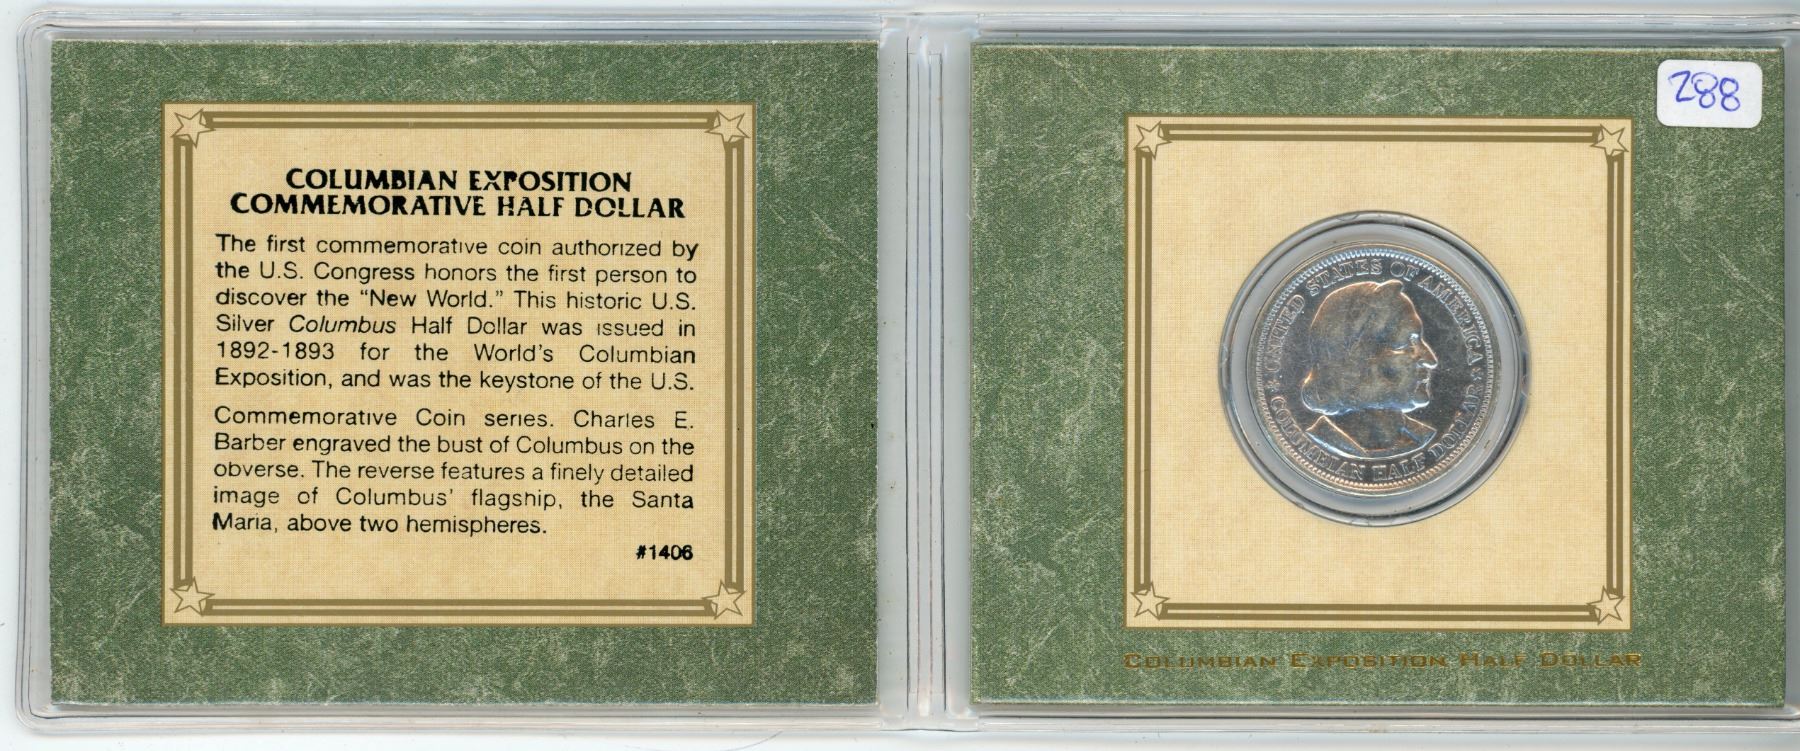 COLUMBIAN EXPOSITION
COMMEMORATIVE HALF DOLLAR
The first commemorative coin authorized by
the U.S. Congress honors the first person to
discover the “New World.” This historic U.S.
Silver Columbus Half Dollar was issued in
1892-1893 for the World's Columbian
Exposition, and was the keystone of the U.S.
Commemorative Coin series. Charles E.
Barber engraved the bust of Columbus on the
obverse. The reverse features a finely detailed
image of Columbus' flagship, the Santa
Maria, above two hemispheres.
#1406
288
UNITED STATES OF AMERICA
COLUMBIAN HALF DOLLAR
COLUMBIAN EXPOSITION HALF DOLLAR